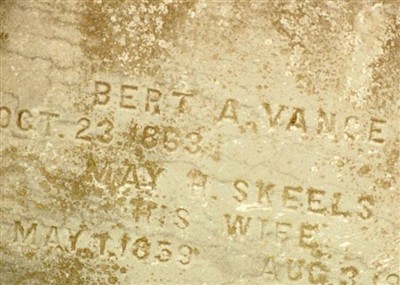 BERT A. VANCE
OCT. 23 1853.
MAY A. SKEELS
HIS WIFE
MAY 1, 1859 AUG 3